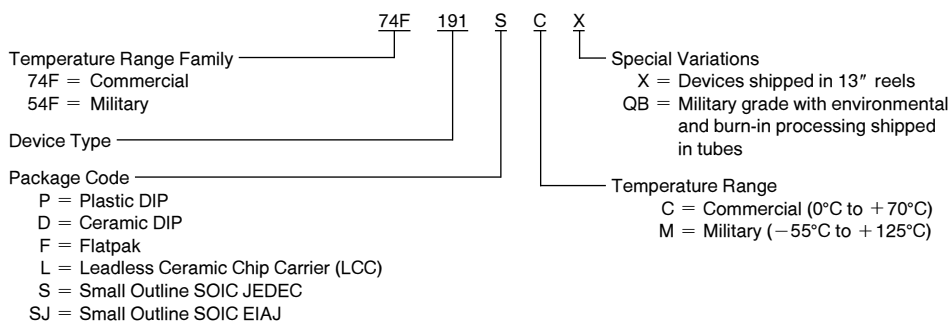 74F 191 S C X
Temperature Range Family
74F = Commercial
54F = Military
Device Type
Package Code
P = Plastic DIP
D = Ceramic DIP
F = Flatpak
L = Leadless Ceramic Chip Carrier (LCC)
S = Small Outline SOIC JEDEC
SJ = Small Outline SOIC EIAJ
Special Variations
X = Devices shipped in 13″ reels
QB = Military grade with environmental
and burn-in processing shipped
in tubes
Temperature Range
C = Commercial (0°C to +70°C)
M = Military (−55°C to +125°C)